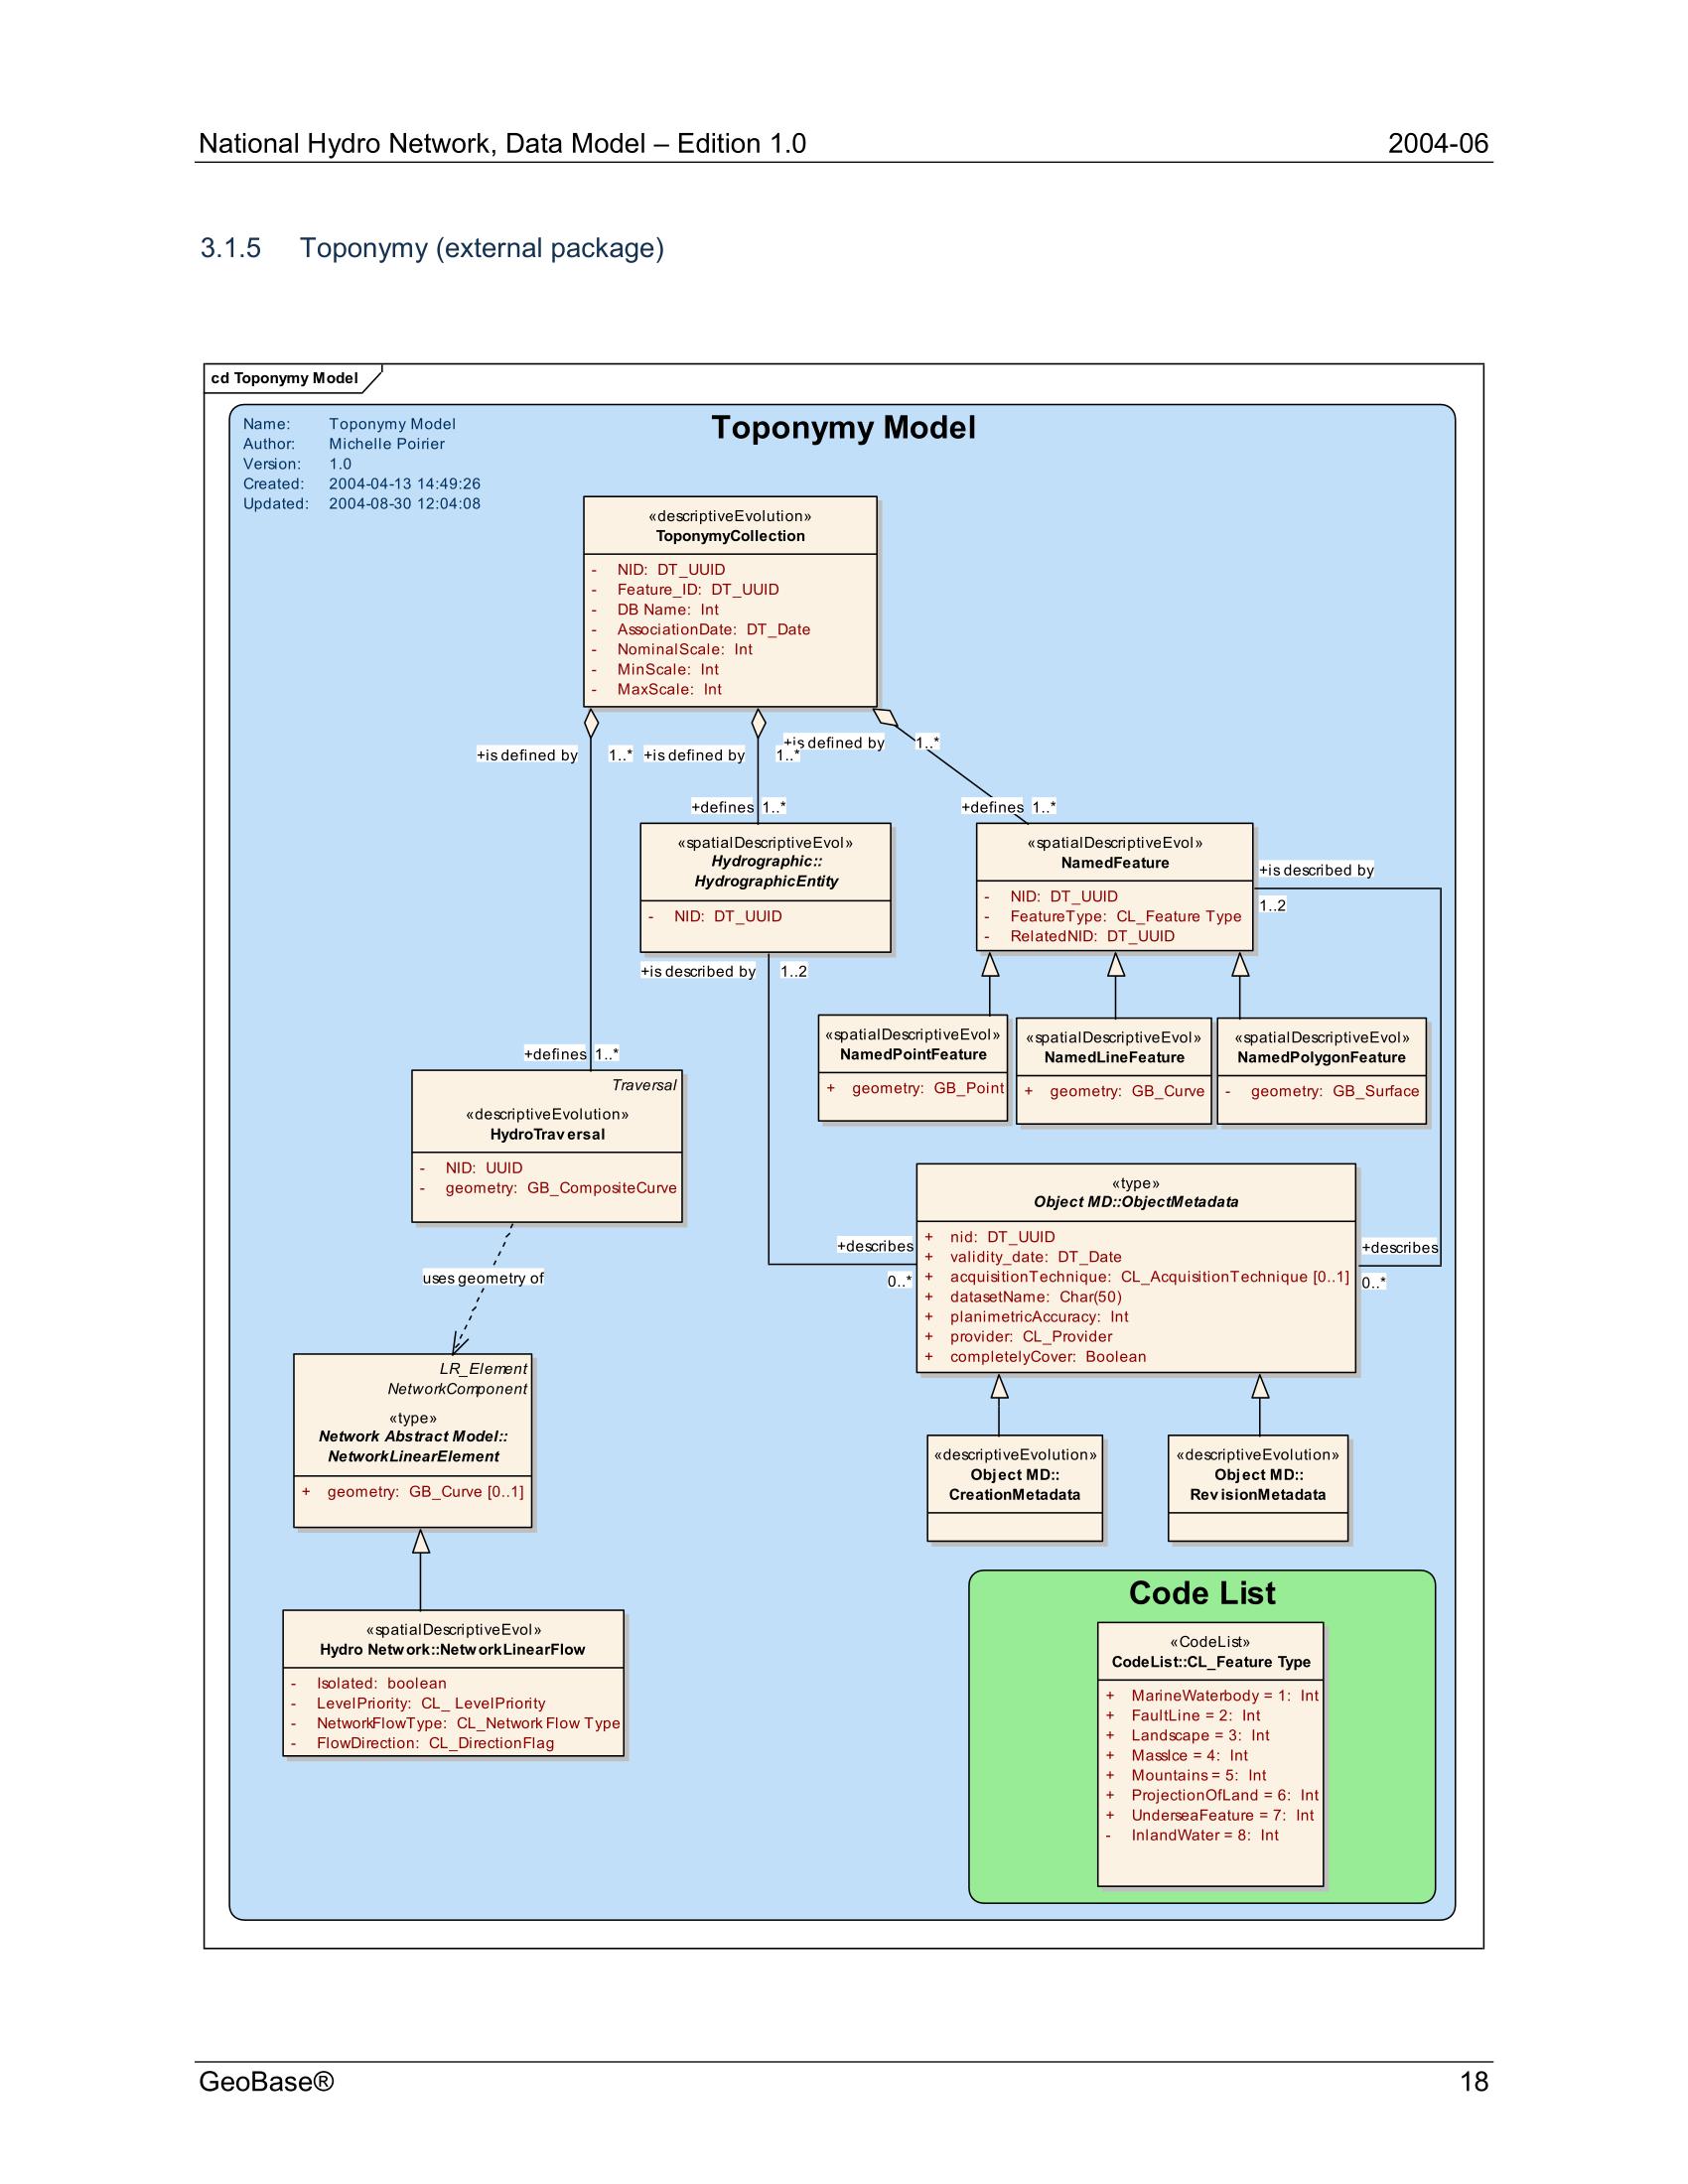 National Hydro Network, Data Model – Edition 1.0 2004-06
3.1.5 Toponymy (external package)
cd Toponymy Model
Toponymy Model
Name: Toponymy Model
Author: Michelle Poirier
Version: 1.0
Created: 2004-04-13 14:49:26
Updated: 2004-08-30 12:04:08
«descriptiveEvolution»
ToponymyCollection
- NID: DT_UUID
- Feature_ID: DT_UUID
- DB Name: Int
- AssociationDate: DT_Date
- NominalScale: Int
- MinScale: Int
- MaxScale: Int
+is defined by 1..* +is defined by 1..* +is defined by 1..*
+defines 1..* +defines 1..*
«spatialDescriptiveEvol»
Hydrographic::
HydrographicEntity
- NID: DT_UUID
«spatialDescriptiveEvol»
NamedFeature
- NID: DT_UUID
- FeatureType: CL_Feature Type
- RelatedNID: DT_UUID
+is described by
1..2
+is described by 1..2
«spatialDescriptiveEvol»
NamedPointFeature
+ geometry: GB_Point
«spatialDescriptiveEvol»
NamedLineFeature
+ geometry: GB_Curve
«spatialDescriptiveEvol»
NamedPolygonFeature
- geometry: GB_Surface
+defines 1..*
Traversal
«descriptiveEvolution»
HydroTraversal
- NID: UUID
- geometry: GB_CompositeCurve
«type»
Object MD::ObjectMetadata
+ nid: DT_UUID
+ validity_date: DT_Date
+ acquisitionTechnique: CL_AcquisitionTechnique [0..1]
+ datasetName: Char(50)
+ planimetricAccuracy: Int
+ provider: CL_Provider
+ completelyCover: Boolean
+describes
0..*
+describes
0..*
uses geometry of
LR_Element
NetworkComponent
«type»
Network Abstract Model::
NetworkLinearElement
+ geometry: GB_Curve [0..1]
«descriptiveEvolution»
Object MD::
CreationMetadata
«descriptiveEvolution»
Object MD::
RevisionMetadata
«spatialDescriptiveEvol»
Hydro Network::NetworkLinearFlow
- Isolated: boolean
- LevelPriority: CL_ LevelPriority
- NetworkFlowType: CL_Network Flow Type
- FlowDirection: CL_DirectionFlag
Code List
«CodeList»
CodeList::CL_Feature Type
+ MarineWaterbody = 1: Int
+ FaultLine = 2: Int
+ Landscape = 3: Int
+ MassIce = 4: Int
+ Mountains = 5: Int
+ ProjectionOfLand = 6: Int
+ UnderseaFeature = 7: Int
- InlandWater = 8: Int
GeoBase® 18